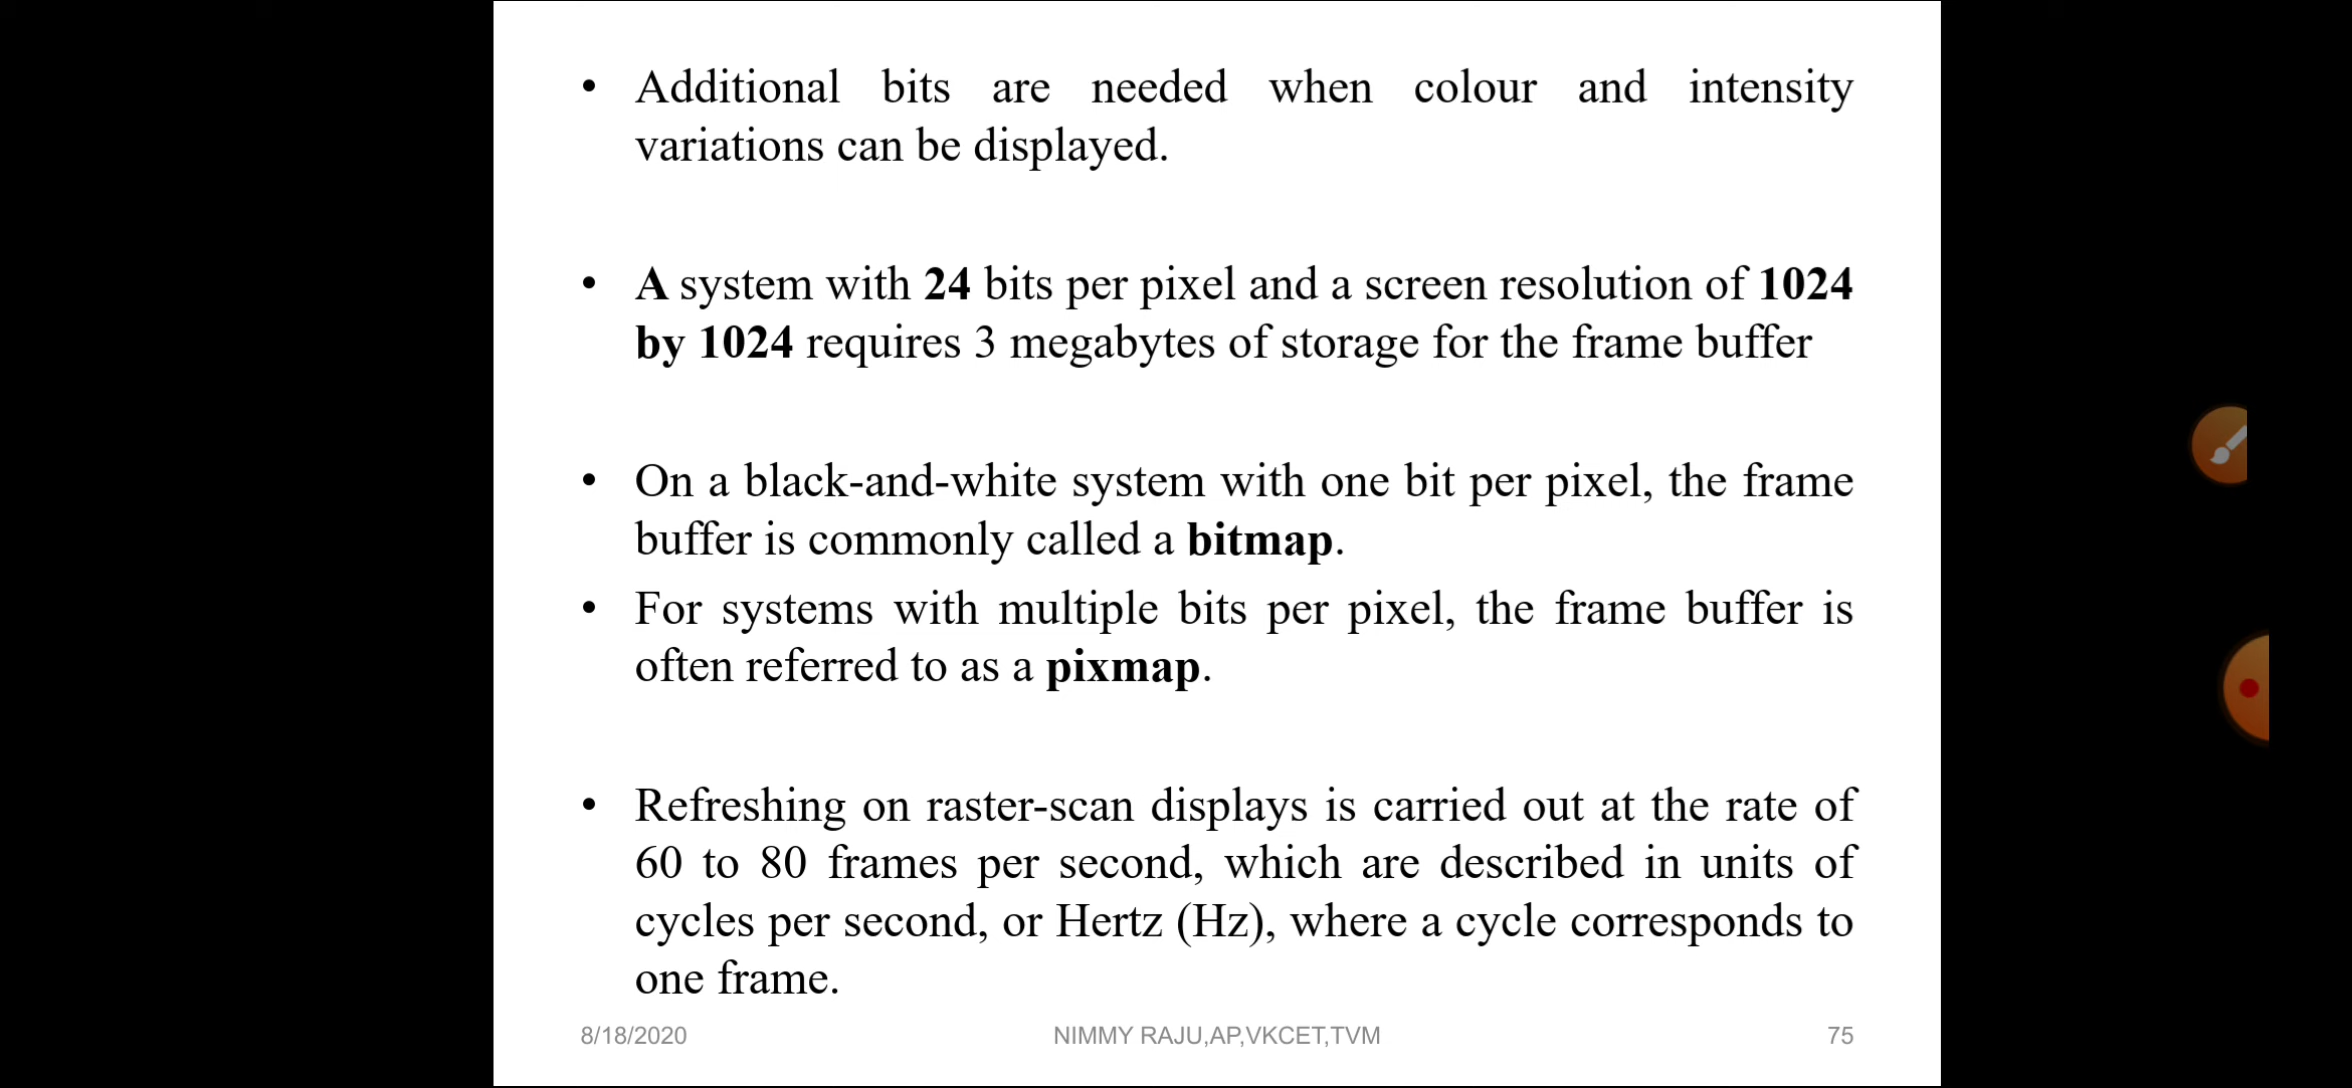 • Additional bits are needed when colour and intensity
variations can be displayed.
• A system with 24 bits per pixel and a screen resolution of 1024
by 1024 requires 3 megabytes of storage for the frame buffer
• On a black-and-white system with one bit per pixel, the frame
buffer is commonly called a bitmap.
• For systems with multiple bits per pixel, the frame buffer is
often referred to as a pixmap.
• Refreshing on raster-scan displays is carried out at the rate of
60 to 80 frames per second, which are described in units of
cycles per second, or Hertz (Hz), where a cycle corresponds to
one frame.
8/18/2020 NIMMY RAJU,AP,VKCET,TVM 75